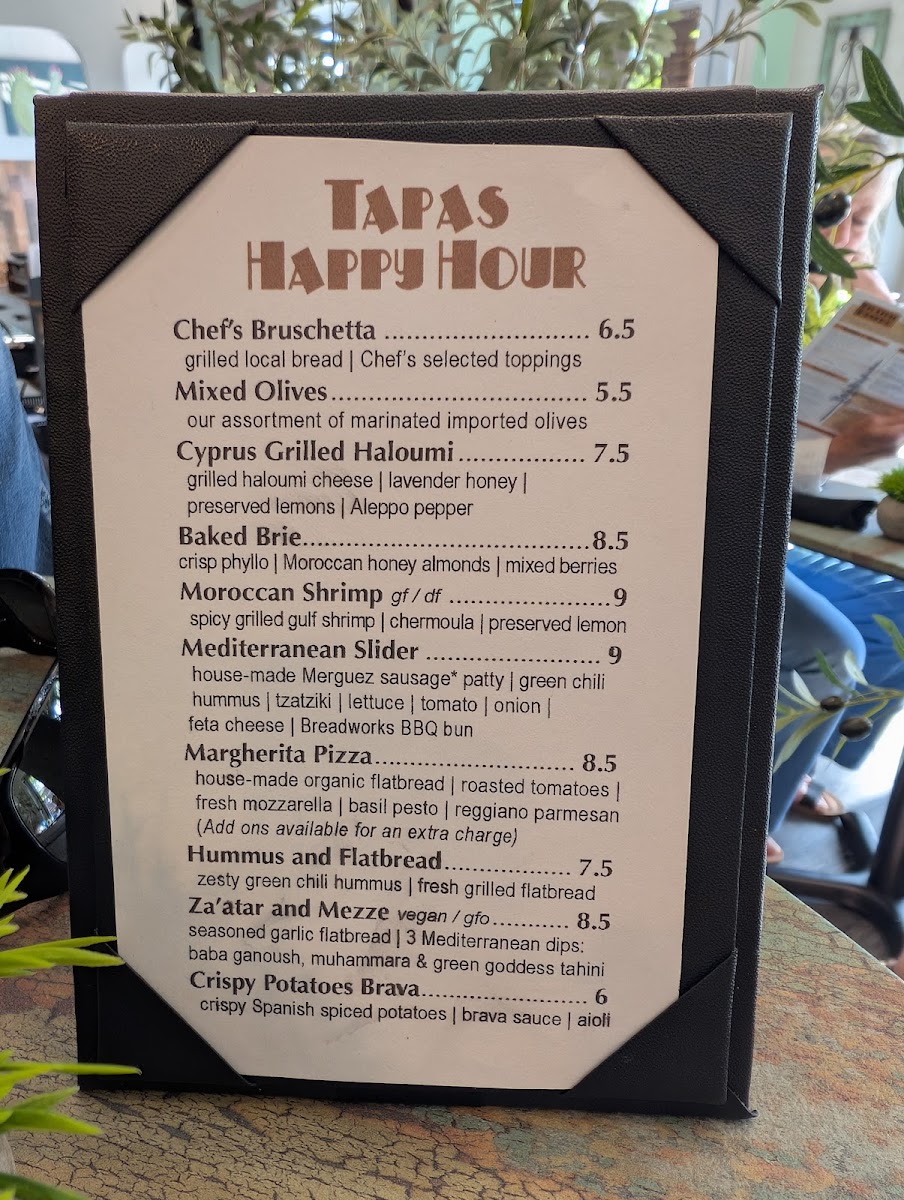 TAPAS
HAPPY HOUR
Chef's Bruschetta ............................ 6.5
grilled local bread | Chef's selected toppings
Mixed Olives................................... 5.5
our assortment of marinated imported olives
Cyprus Grilled Haloumi................. 7.5
grilled haloumi cheese | lavender honey |
preserved lemons | Aleppo pepper
Baked Brie.......................................8.5
crisp phyllo | Moroccan honey almonds | mixed berries
Moroccan Shrimp gf / df ......................9
spicy grilled gulf shrimp | chermoula | preserved lemon
Mediterranean Slider ........................ 9
house-made Merguez sausage* patty | green chili
hummus | tzatziki | lettuce | tomato | onion |
feta cheese | Breadworks BBQ bun
Margherita Pizza............................ 8.5
house-made organic flatbread | roasted tomatoes |
fresh mozzarella | basil pesto | reggiano parmesan
(Add ons available for an extra charge)
Hummus and Flatbread.................. 7.5
zesty green chili hummus | fresh grilled flatbread
Za'atar and Mezze vegan / gfo........... 8.5
seasoned garlic flatbread | 3 Mediterranean dips:
baba ganoush, muhammara & green goddess tahini
Crispy Potatoes Brava........................ 6
crispy Spanish spiced potatoes | brava sauce | aioli